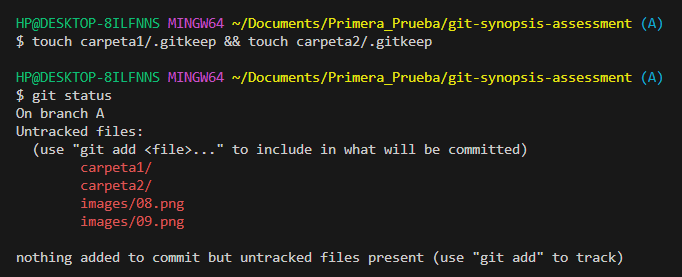 HP@DESKTOP-8ILFNNS MINGW64 ~/Documents/Primera_Prueba/git-synopsis-assessment (A)
$ touch carpeta1/.gitkeep && touch carpeta2/.gitkeep
HP@DESKTOP-8ILFNNS MINGW64 ~/Documents/Primera_Prueba/git-synopsis-assessment (A)
$ git status
On branch A
Untracked files:
  (use "git add <file>..." to include in what will be committed)
        carpeta1/
        carpeta2/
        images/08.png
        images/09.png
nothing added to commit but untracked files present (use "git add" to track)